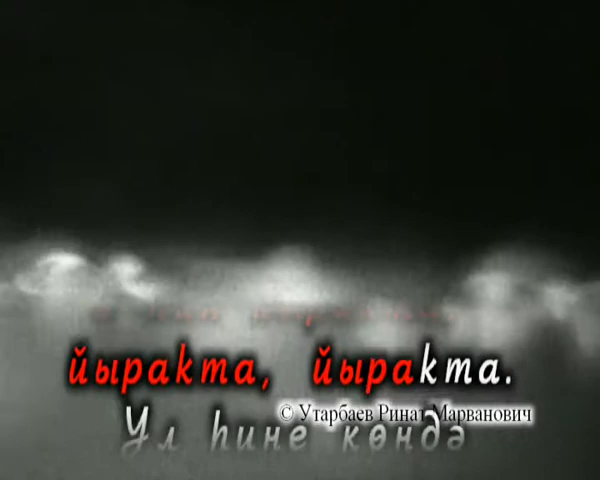 йыракта, йыракта.
© Утарбаев Ринат Марванович
Ул һине көндә